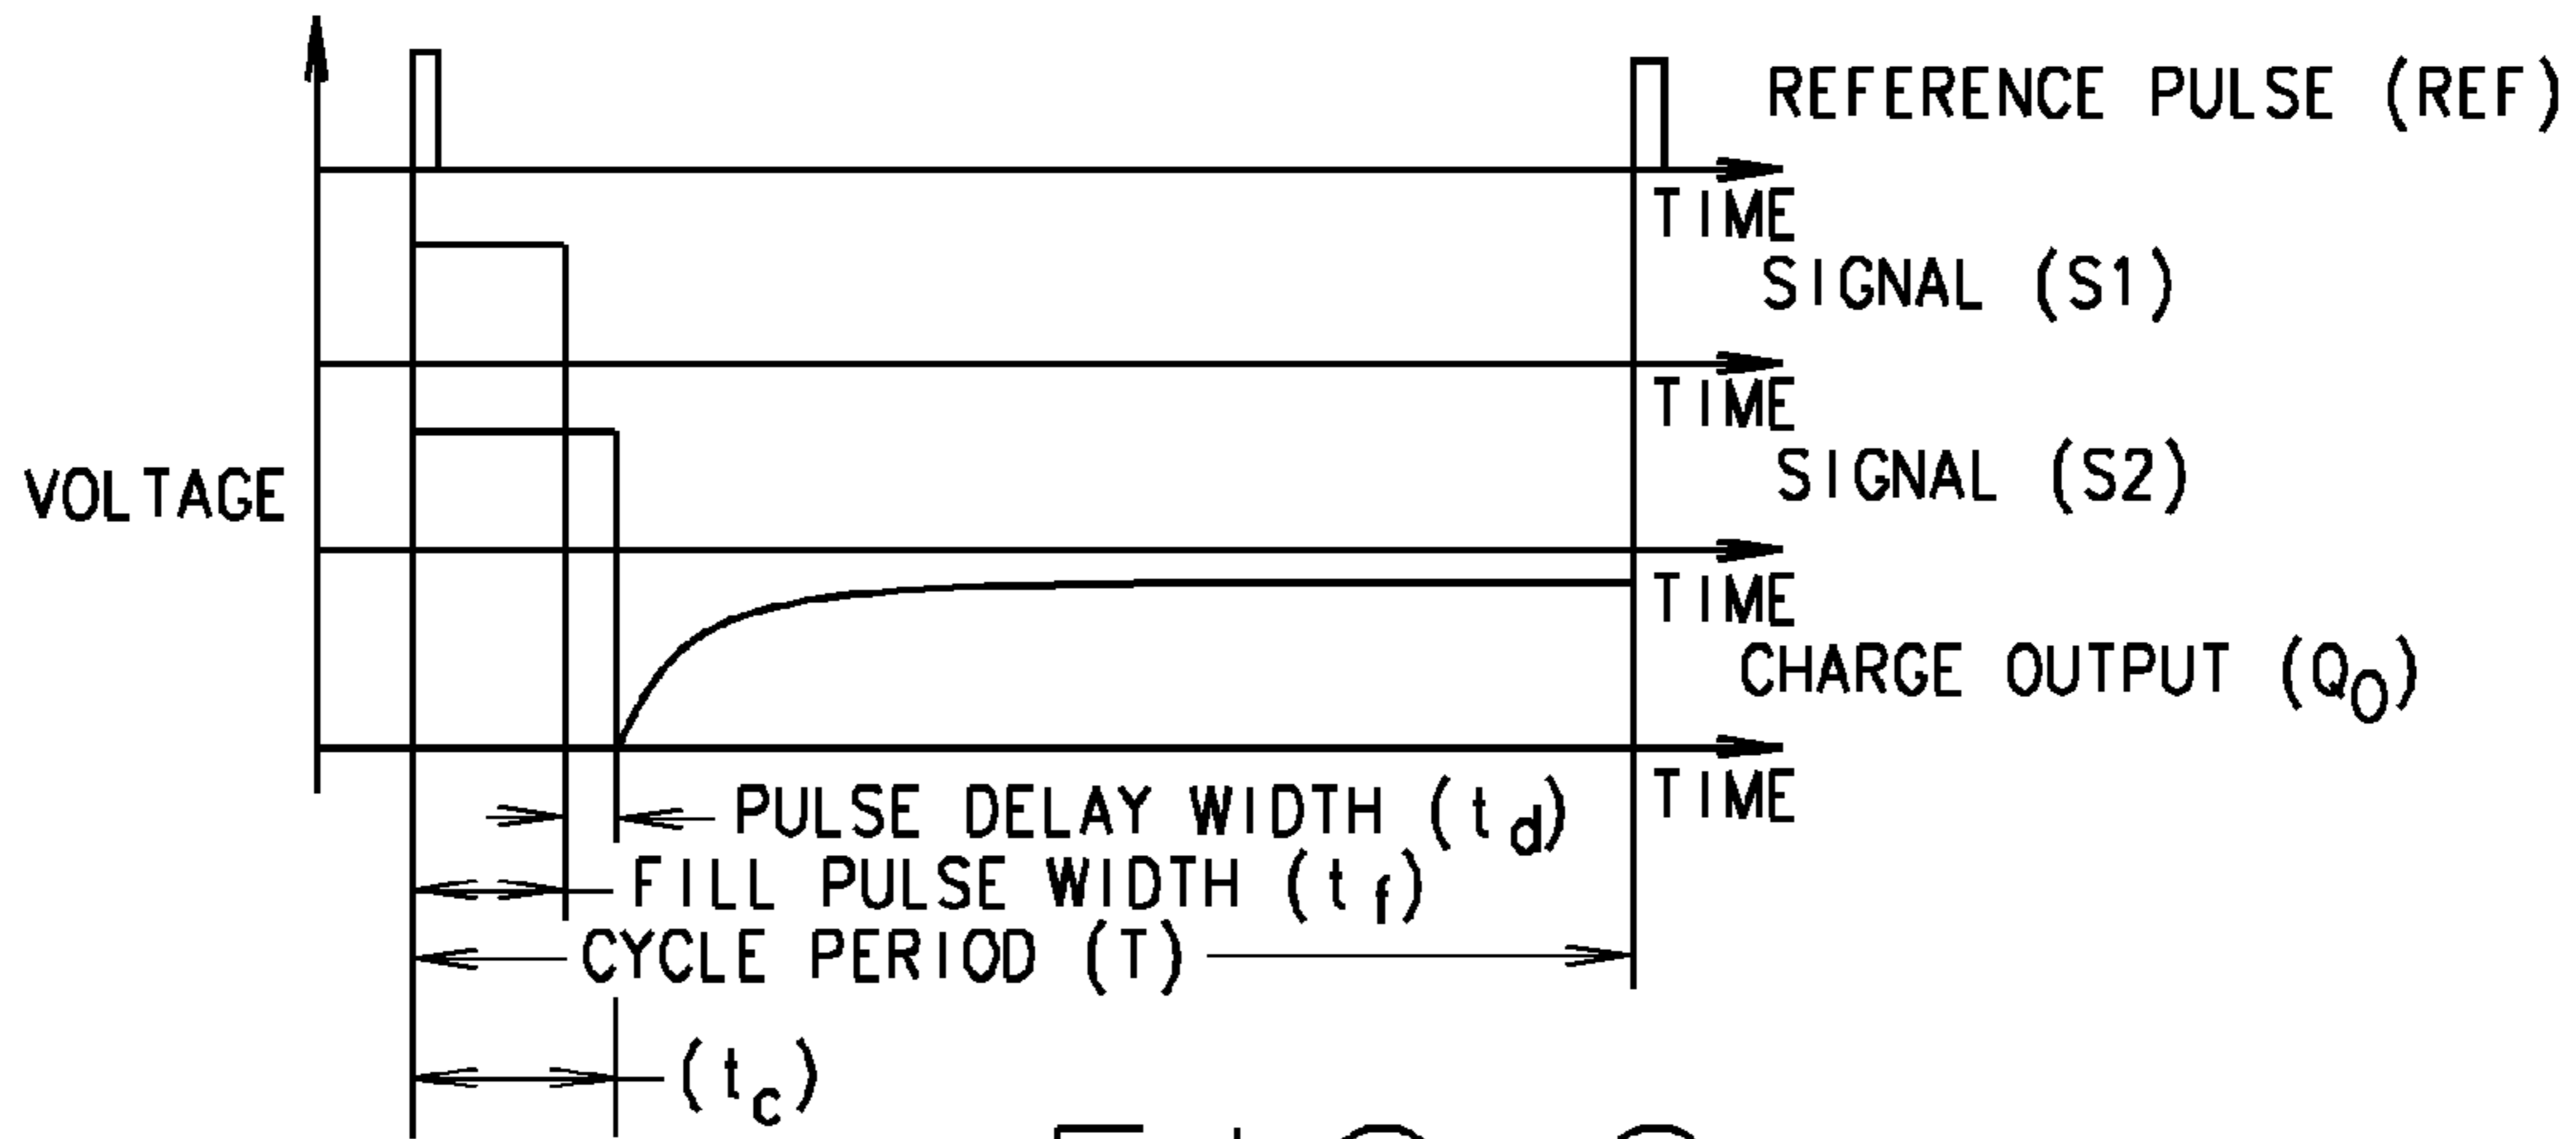 REFERENCE PULSE (REF)
TIME
SIGNAL (S1)
TIME
SIGNAL (S2)
VOLTAGE
TIME
CHARGE OUTPUT (QO)
TIME
PULSE DELAY WIDTH (td)
FILL PULSE WIDTH (tf)
CYCLE PERIOD (T)
(tc)